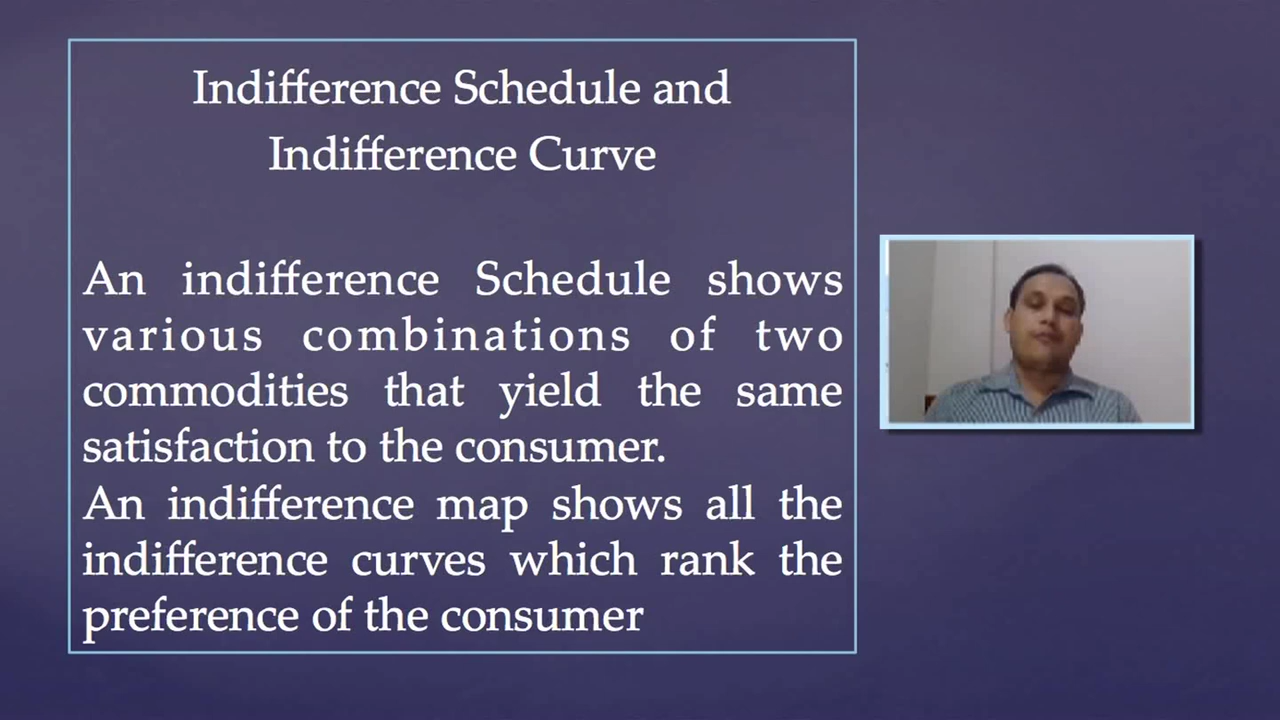 Indifference Schedule and
Indifference Curve
An indifference Schedule shows
various combinations of two
commodities that yield the same
satisfaction to the consumer.
An indifference map shows all the
indifference curves which rank the
preference of the consumer